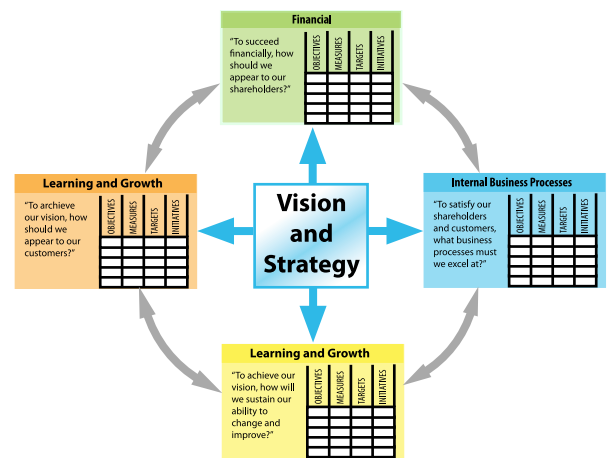 Financial
“To succeed
financially, how
should we
appear to our
shareholders?”
OBJECTIVES
MEASURES
TARGETS
INITIATIVES
Learning and Growth
“To achieve
our vision, how
should we
appear to our
customers?”
OBJECTIVES
MEASURES
TARGETS
INITIATIVES
Vision
and
Strategy
Internal Business Processes
“To satisfy our
shareholders
and customers,
what business
processes must
we excel at?”
OBJECTIVES
MEASURES
TARGETS
INITIATIVES
Learning and Growth
“To achieve our
vision, how will
we sustain our
ability to
change and
improve?”
OBJECTIVES
MEASURES
TARGETS
INITIATIVES